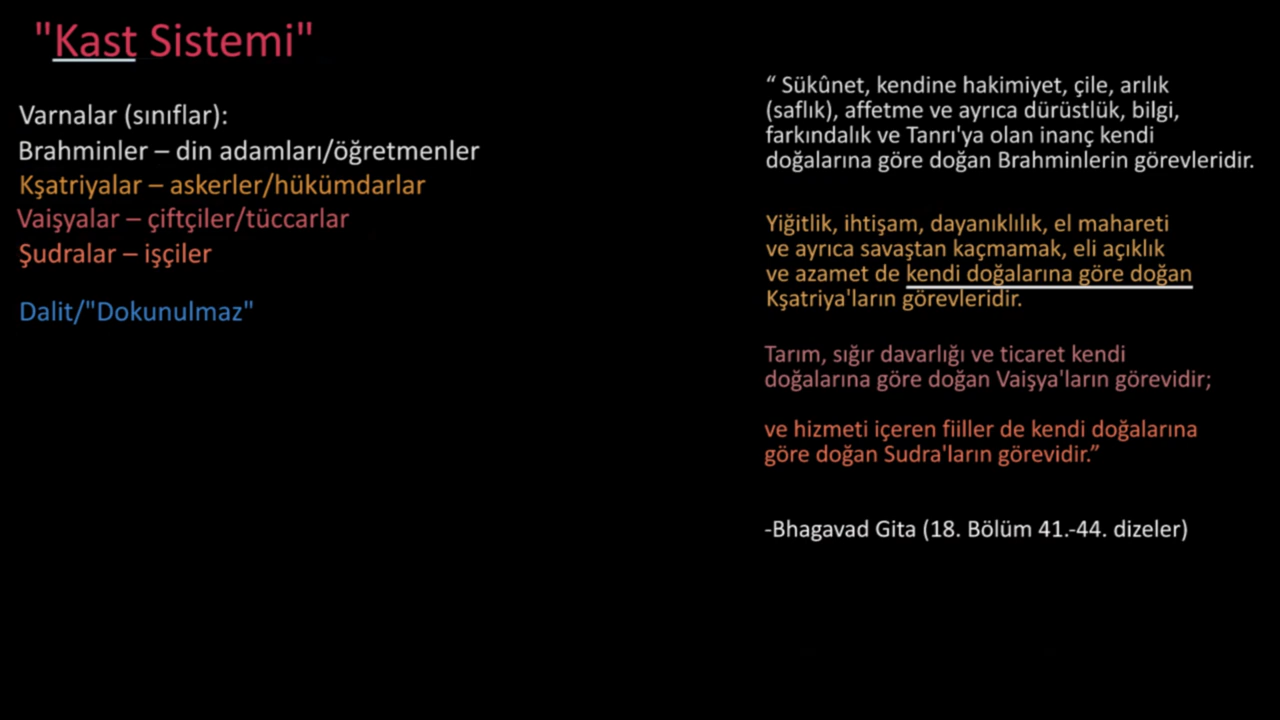 "Kast Sistemi"
Varnalar (sınıflar):
Brahminler – din adamları/öğretmenler
Kşatriyalar – askerler/hükümdarlar
Vaişyalar – çiftçiler/tüccarlar
Şudralar – işçiler
Dalit/"Dokunulmaz"
“ Sükûnet, kendine hakimiyet, çile, arılık
(saflık), affetme ve ayrıca dürüstlük, bilgi,
farkındalık ve Tanrı'ya olan inanç kendi
doğalarına göre doğan Brahminlerin görevleridir.
Yiğitlik, ihtişam, dayanıklılık, el mahareti
ve ayrıca savaştan kaçmamak, eli açıklık
ve azamet de kendi doğalarına göre doğan
Kşatriya'ların görevleridir.
Tarım, sığır davarlığı ve ticaret kendi
doğalarına göre doğan Vaişya'ların görevidir;
ve hizmeti içeren fiiller de kendi doğalarına
göre doğan Sudra'ların görevidir.”
-Bhagavad Gita (18. Bölüm 41.-44. dizeler)